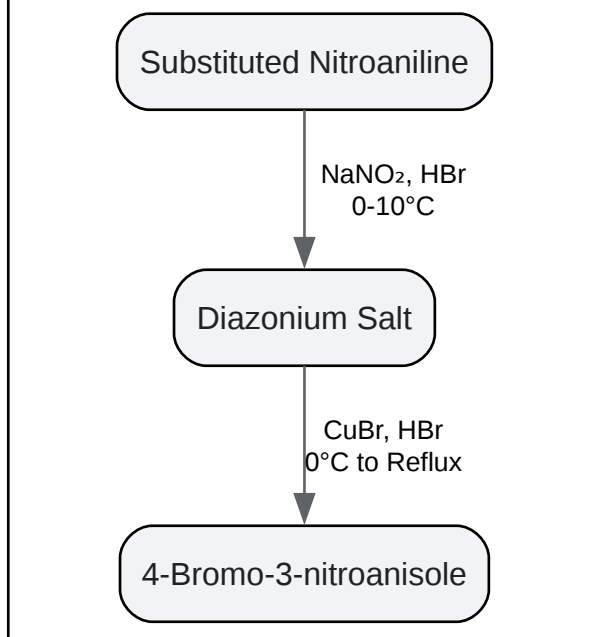 Substituted Nitroaniline
NaNO₂, HBr
0-10°C
Diazonium Salt
CuBr, HBr
0°C to Reflux
4-Bromo-3-nitroanisole